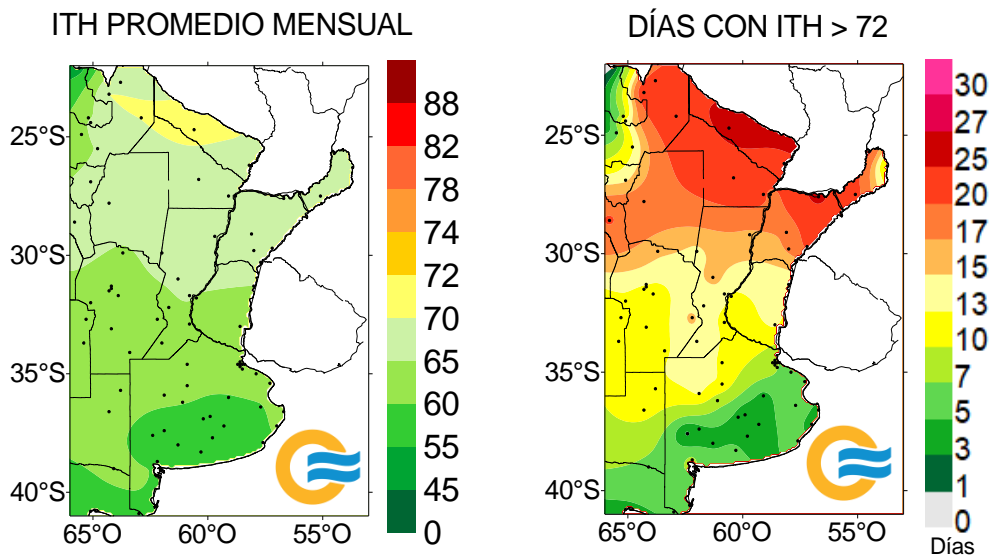 ITH PROMEDIO MENSUAL
25°S
30°S
35°S
40°S
65°O
60°O
55°O
88
82
78
74
72
70
65
60
55
45
0
DÍAS CON ITH > 72
25°S
30°S
35°S
40°S
65°O
60°O
55°O
30
27
25
20
17
15
13
10
7
5
3
1
0
Días